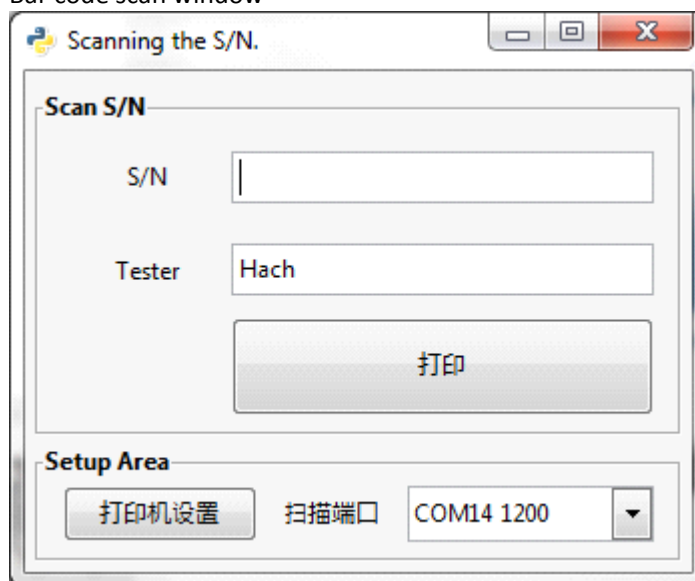 Bar code scan window
Scanning the S/N.
Scan S/N
S/N
Tester Hach
打印
Setup Area
打印机设置 扫描端口 COM14 1200